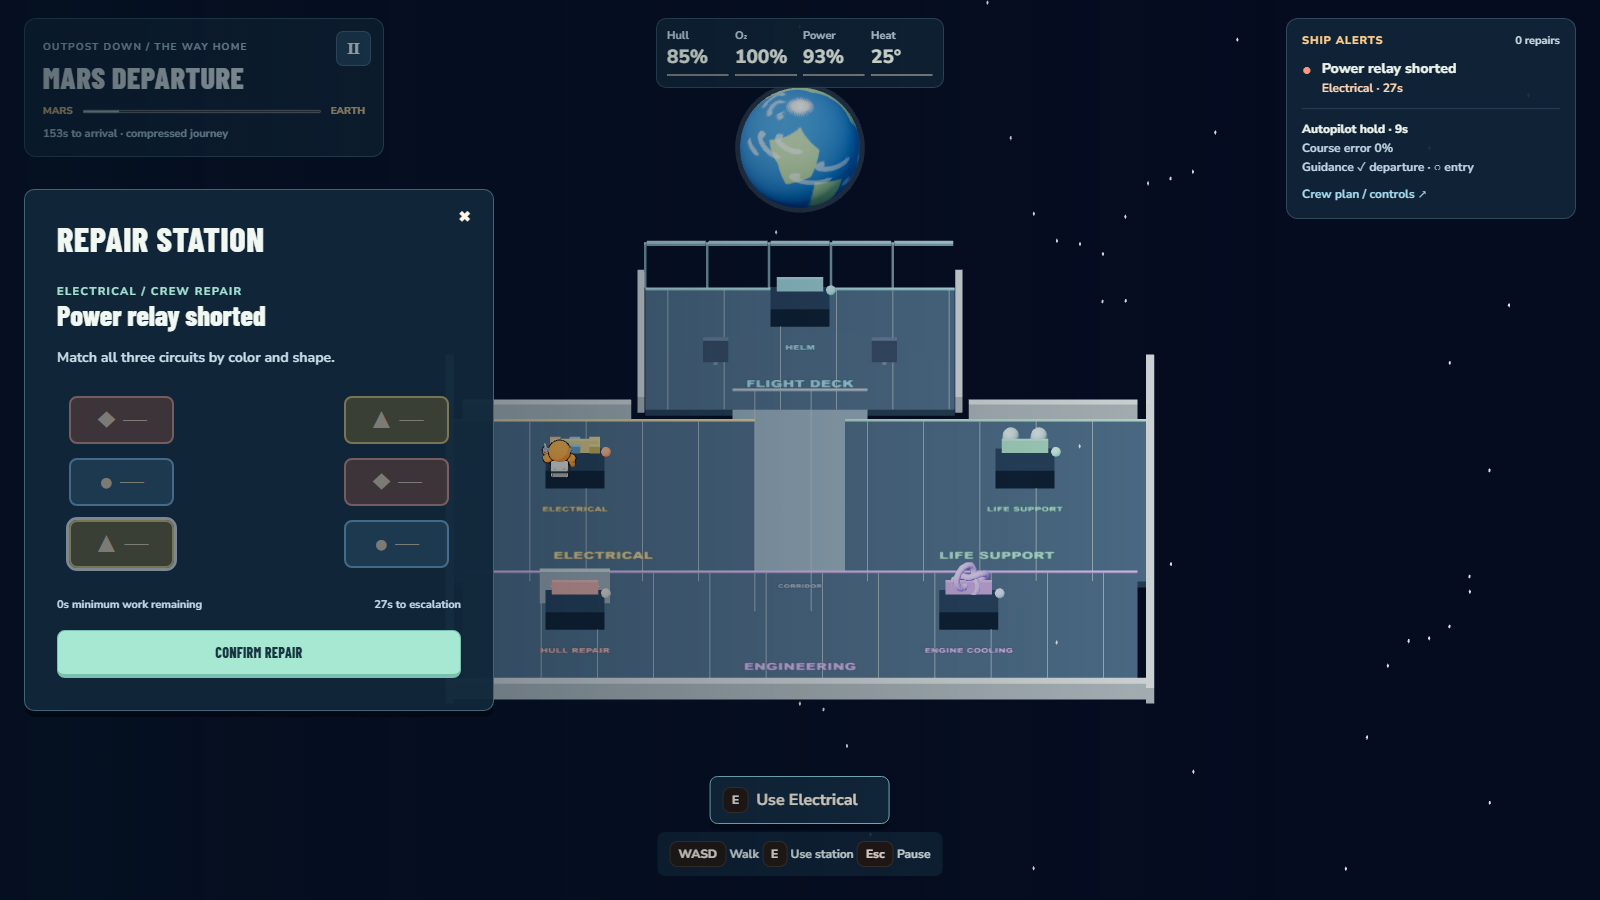 OUTPOST DOWN / THE WAY HOME
MARS DEPARTURE
MARS
EARTH
153s to arrival · compressed journey
Hull
85%
O₂
100%
Power
93%
Heat
25°
SHIP ALERTS
0 repairs
Power relay shorted
Electrical · 27s
Autopilot hold · 9s
Course error 0%
Guidance ✓ departure · ○ entry
Crew plan / controls ↗
REPAIR STATION
ELECTRICAL / CREW REPAIR
Power relay shorted
Match all three circuits by color and shape.
0s minimum work remaining
27s to escalation
CONFIRM REPAIR
HELM
FLIGHT DECK
ELECTRICAL
LIFE SUPPORT
ELECTRICAL
LIFE SUPPORT
CORRIDOR
HULL REPAIR
ENGINE COOLING
ENGINEERING
E Use Electrical
WASD Walk E Use station Esc Pause